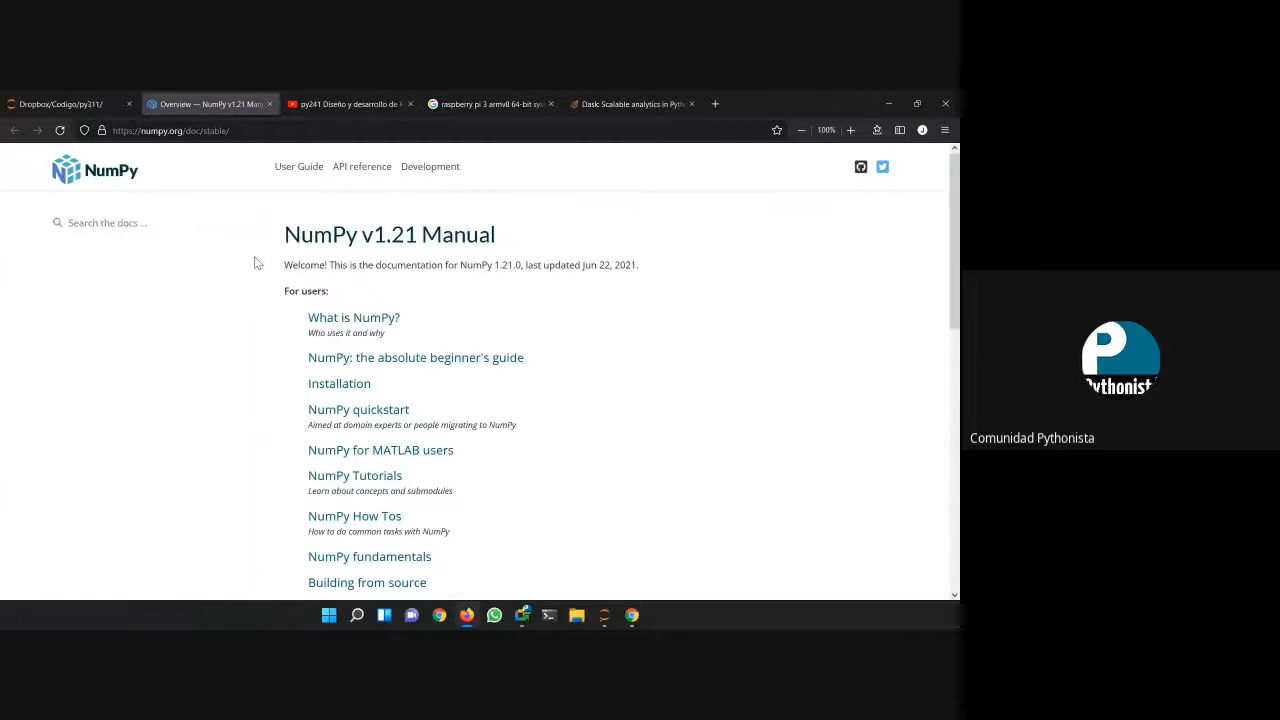 Dropbox/Codigo/py311/
Overview — NumPy v1.21 Man
py241 Diseño y desarrollo de
raspberry pi 3 armv8 64-bit sys
Dask: Scalable analytics in Pyth
https://numpy.org/doc/stable/
100%
J
NumPy
User Guide
API reference
Development
Search the docs ...
NumPy v1.21 Manual
Welcome! This is the documentation for NumPy 1.21.0, last updated Jun 22, 2021.
For users:
What is NumPy?
Who uses it and why
NumPy: the absolute beginner's guide
Installation
NumPy quickstart
Aimed at domain experts or people migrating to NumPy
NumPy for MATLAB users
NumPy Tutorials
Learn about concepts and submodules
NumPy How Tos
How to do common tasks with NumPy
NumPy fundamentals
Building from source
P
Pythonist
Comunidad Pythonista